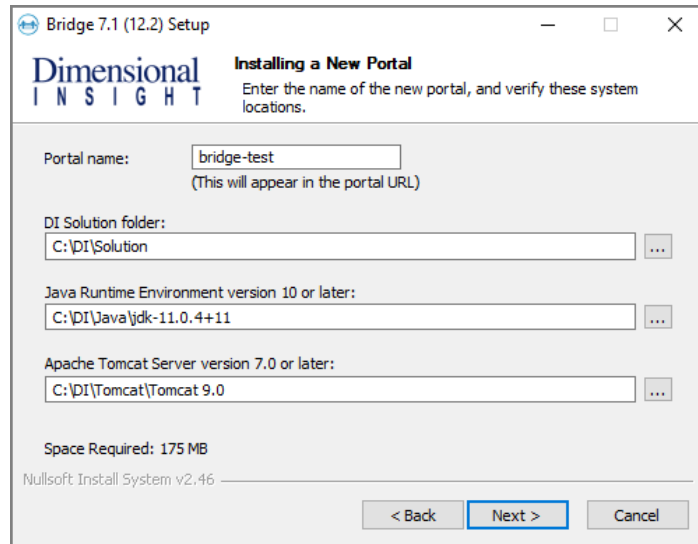 Bridge 7.1 (12.2) Setup
Dimensional
INSIGHT
Installing a New Portal
Enter the name of the new portal, and verify these system
locations.
Portal name:
bridge-test
(This will appear in the portal URL)
DI Solution folder:
C:\DI\Solution
...
Java Runtime Environment version 10 or later:
C:\DI\Java\jdk-11.0.4+11
...
Apache Tomcat Server version 7.0 or later:
C:\DI\Tomcat\Tomcat 9.0
...
Space Required: 175 MB
Nullsoft Install System v2.46
< Back
Next >
Cancel